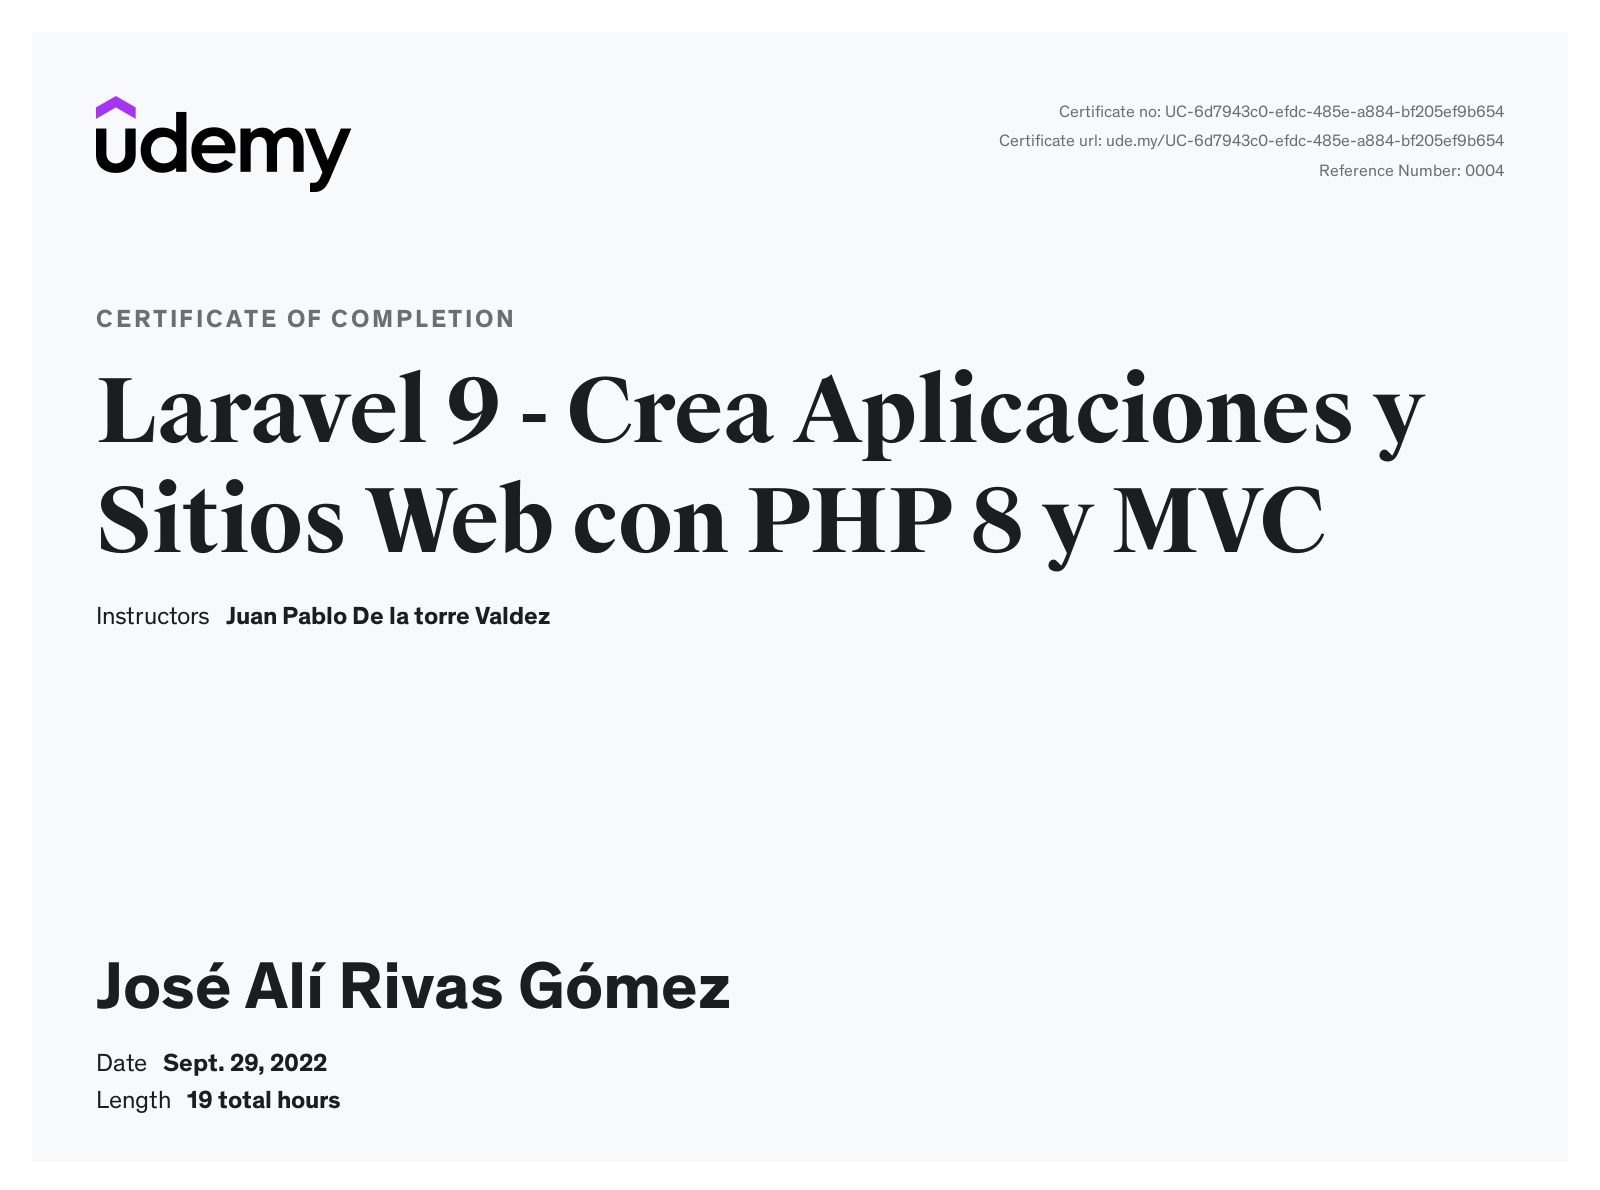 udemy
Certificate no: UC-6d7943c0-efdc-485e-a884-bf205ef9b654
Certificate url: ude.my/UC-6d7943c0-efdc-485e-a884-bf205ef9b654
Reference Number: 0004
CERTIFICATE OF COMPLETION
Laravel 9 - Crea Aplicaciones y
Sitios Web con PHP 8 y MVC
Instructors Juan Pablo De la torre Valdez
José Alí Rivas Gómez
Date Sept. 29, 2022
Length 19 total hours